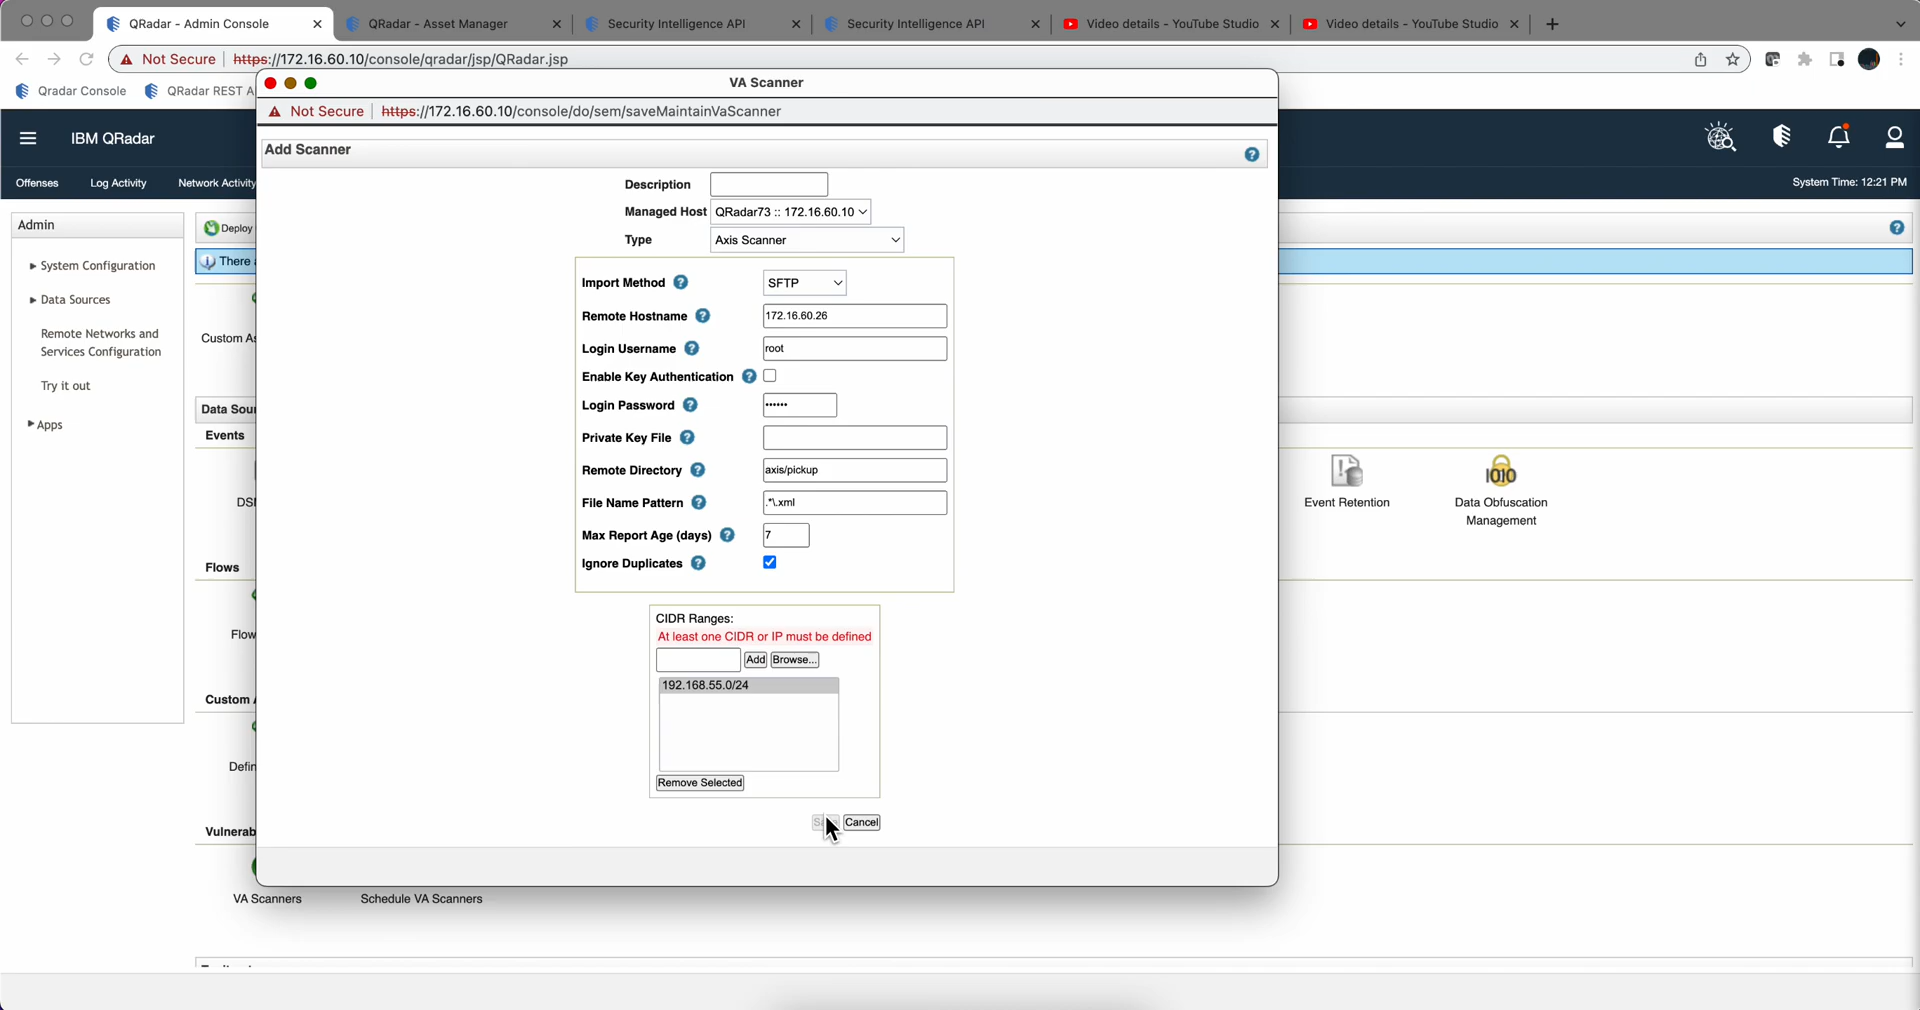 QRadar - Admin Console
QRadar - Asset Manager
Security Intelligence API
Security Intelligence API
Video details - YouTube Studio
Video details - YouTube Studio
Not Secure
https://172.16.60.10/console/qradar/jsp/QRadar.jsp
Qradar Console
QRadar REST A
VA Scanner
Not Secure
https://172.16.60.10/console/do/sem/saveMaintainVaScanner
IBM QRadar
Offenses
Log Activity
Network Activity
System Time: 12:21 PM
Admin
System Configuration
Data Sources
Remote Networks and
Services Configuration
Try it out
Apps
Deploy
There a
Custom As
Data Sour
Events
DSM
Flows
Flow
Custom A
Defin
Vulnerab
VA Scanners
Schedule VA Scanners
Event Retention
Data Obfuscation
Management
Add Scanner
Description
Managed Host QRadar73 :: 172.16.60.10
Type Axis Scanner
Import Method SFTP
Remote Hostname 172.16.60.26
Login Username root
Enable Key Authentication
Login Password ••••••
Private Key File
Remote Directory axis/pickup
File Name Pattern .*\.xml
Max Report Age (days) 7
Ignore Duplicates
CIDR Ranges:
At least one CIDR or IP must be defined
Add Browse...
192.168.55.0/24
Remove Selected
Cancel